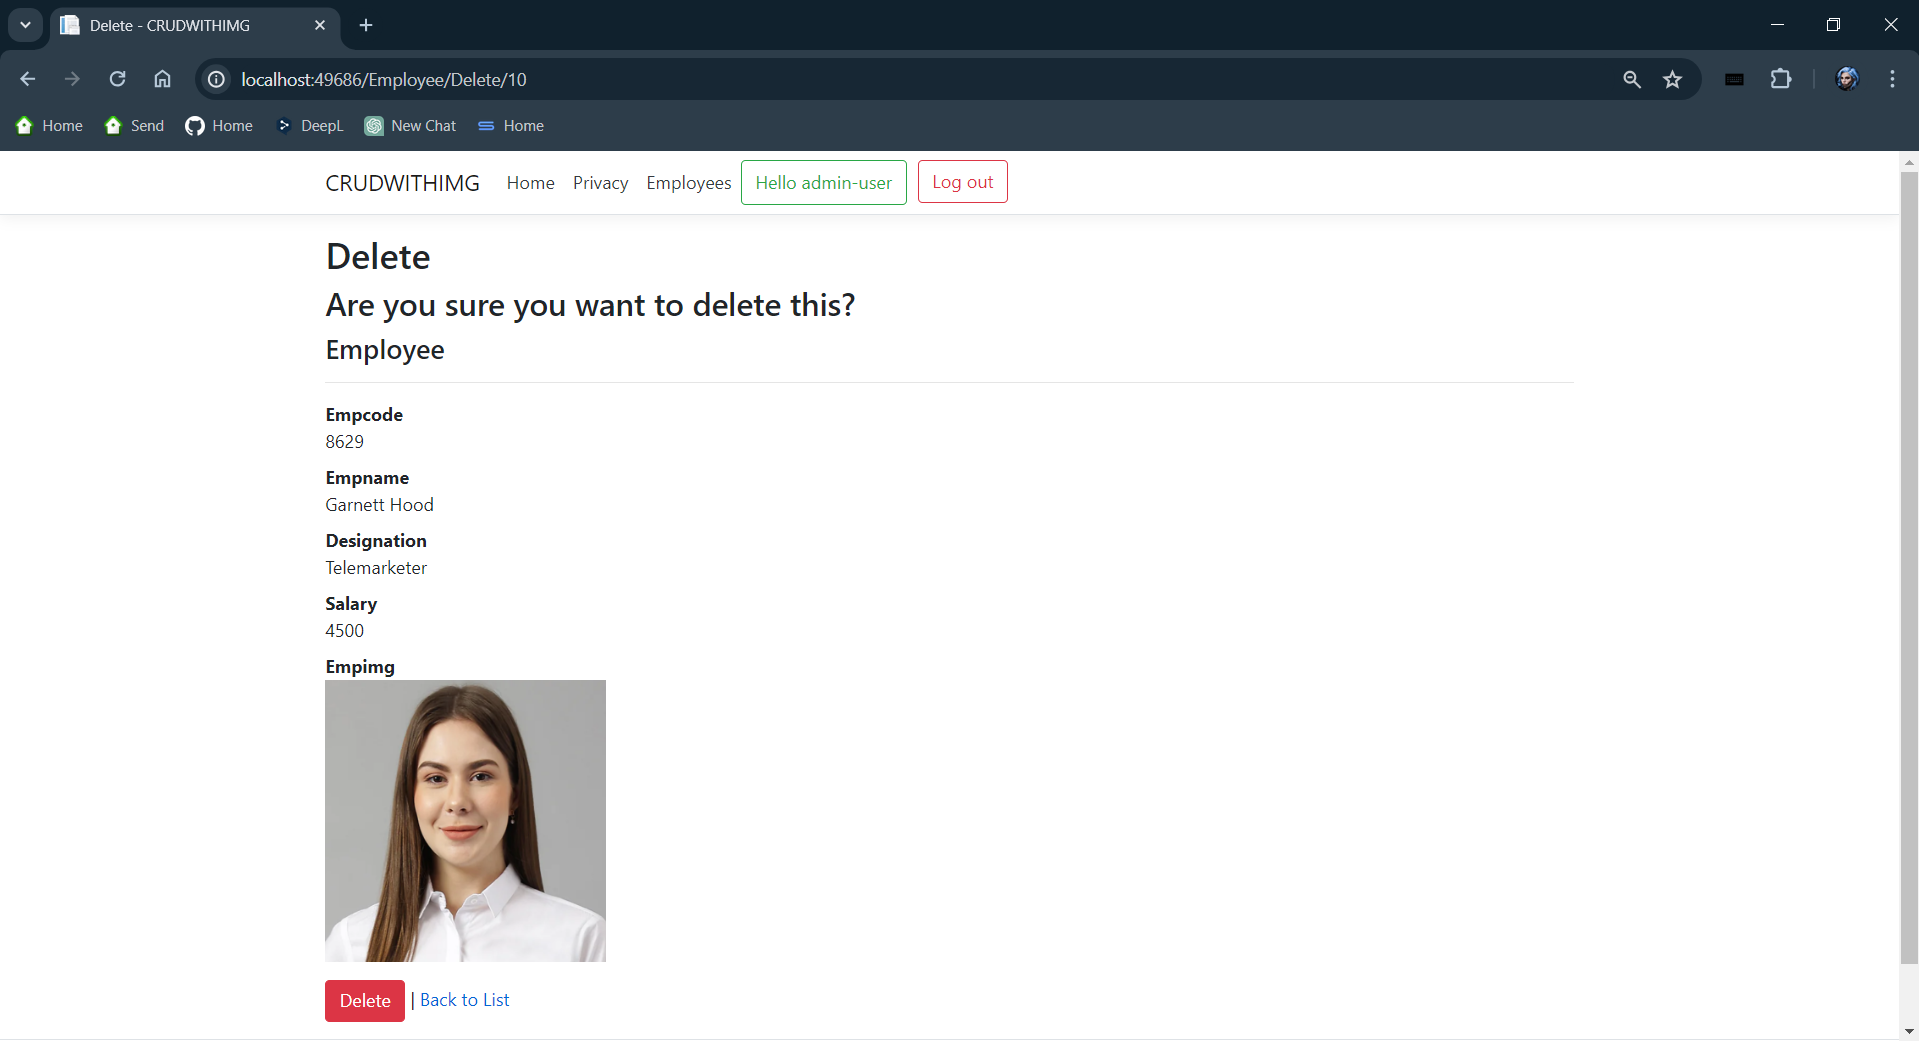 Delete - CRUDWITHIMG
localhost:49686/Employee/Delete/10
Home Send Home DeepL New Chat Home
CRUDWITHIMG Home Privacy Employees Hello admin-user Log out
Delete
Are you sure you want to delete this?
Employee
Empcode
8629
Empname
Garnett Hood
Designation
Telemarketer
Salary
4500
Empimg
Delete | Back to List